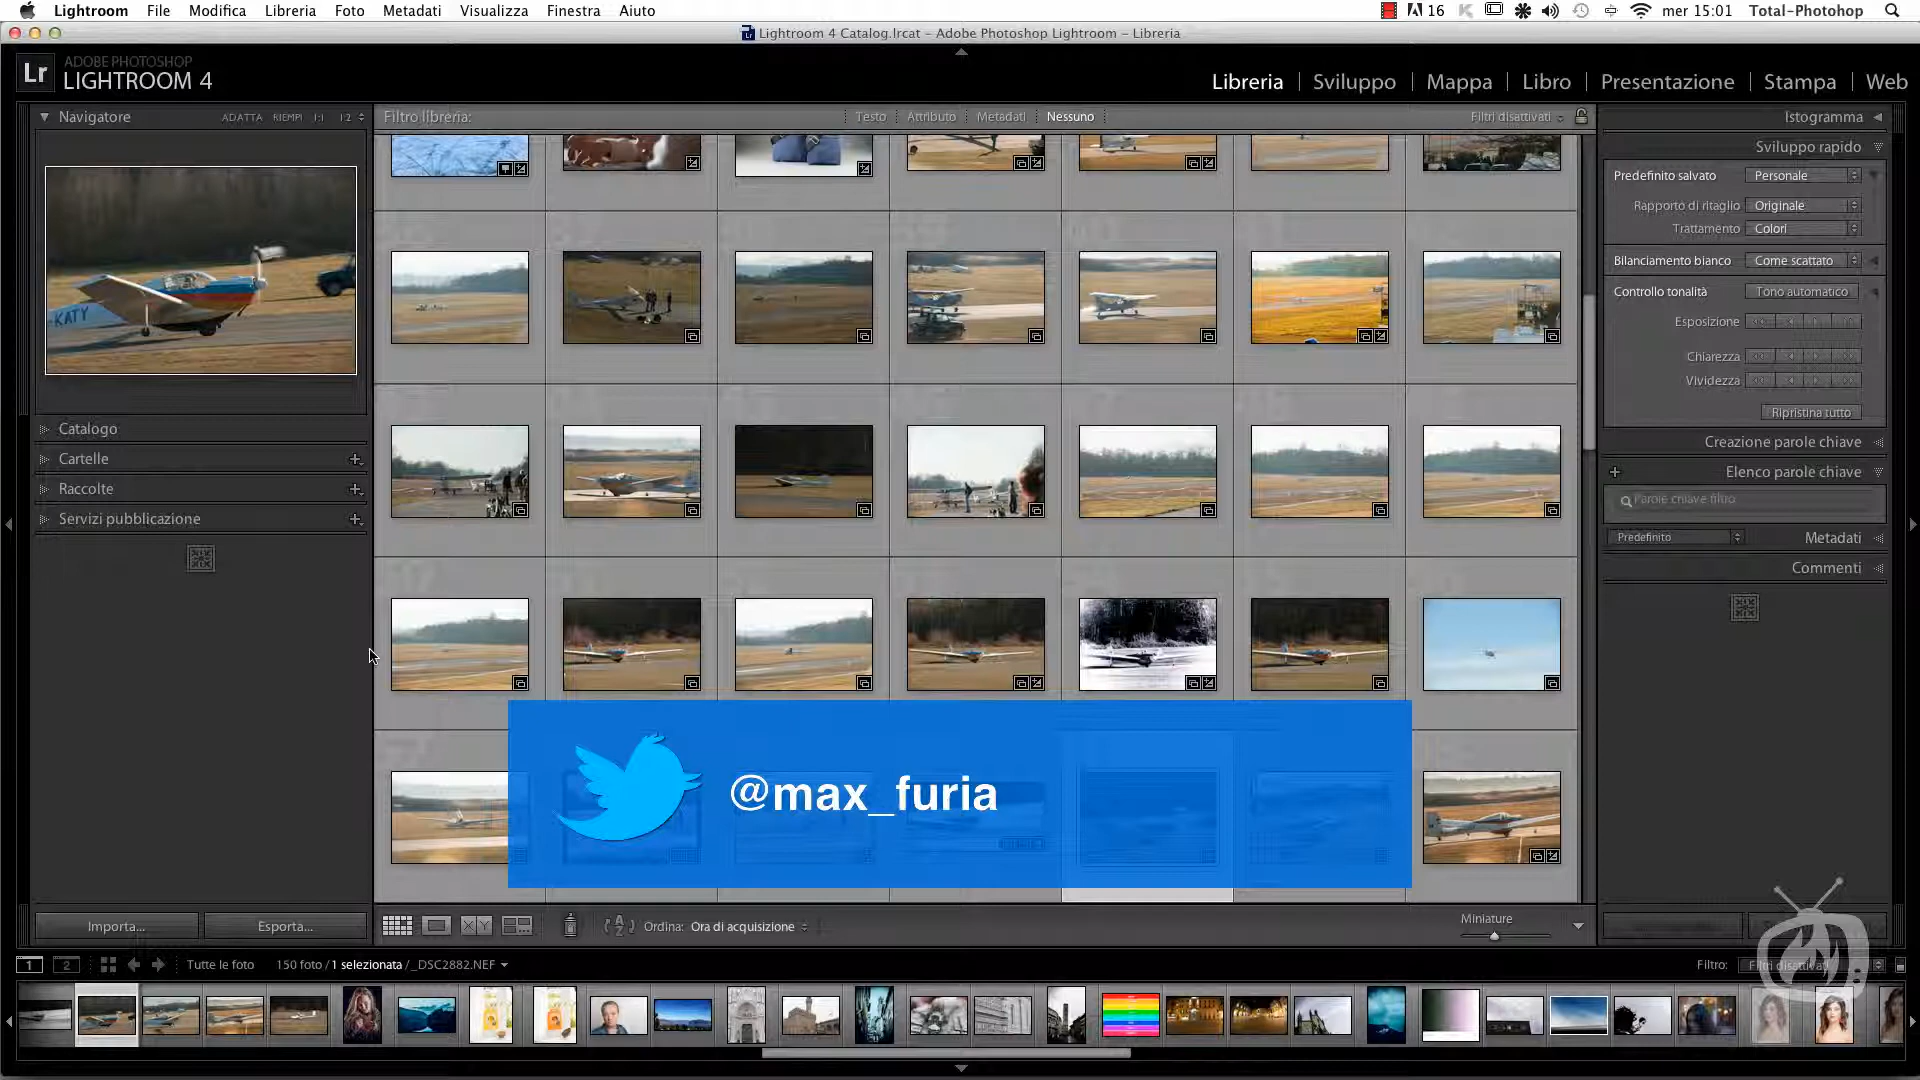 Lightroom File Modifica Libreria Foto Metadati Visualizza Finestra Aiuto 16 mer 15:01 Total-Photohop
Lightroom 4 Catalog.lrcat – Adobe Photoshop Lightroom – Libreria
Lr ADOBE PHOTOSHOP
LIGHTROOM 4
Libreria Sviluppo Mappa Libro Presentazione Stampa Web
Navigatore ADATTA RIEMPI 1:1 1:2
Filtro libreria: Testo Attributo Metadati Nessuno Filtri disattivati
Istogramma
Sviluppo rapido
Predefinito salvato Personale
Rapporto di ritaglio Originale
Trattamento Colori
Bilanciamento bianco Come scattato
Controllo tonalità Tono automatico
Esposizione
Chiarezza
Vividezza
Ripristina tutto
Creazione parole chiave
Elenco parole chiave
Parole chiave filtro
Predefinito Metadati
Commenti
KATY
Catalogo
Cartelle
Raccolte
Servizi pubblicazione
@max_furia
Importa... Esporta...
X Y Ordina: Ora di acquisizione
Miniature
1 2 Tutte le foto 150 foto / 1 selezionata / _DSC2882.NEF
Filtro: Filtri disattivati